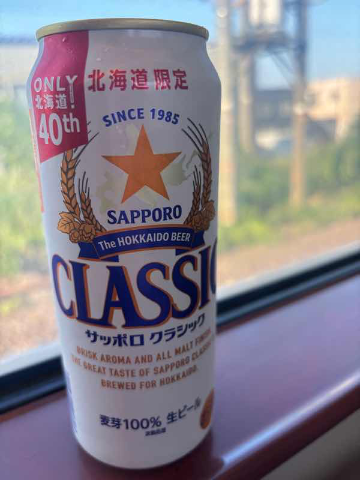 ONLY
北海道!
40th
北海道限定
SINCE 1985
SAPPORO
The HOKKAIDO BEER
CLASSIC
サッポロ クラシック
BRISK AROMA AND ALL MALT FINISH.
THE GREAT TASTE OF SAPPORO CLASSIC
BREWED FOR HOKKAIDO.
麦芽100% 生ビール